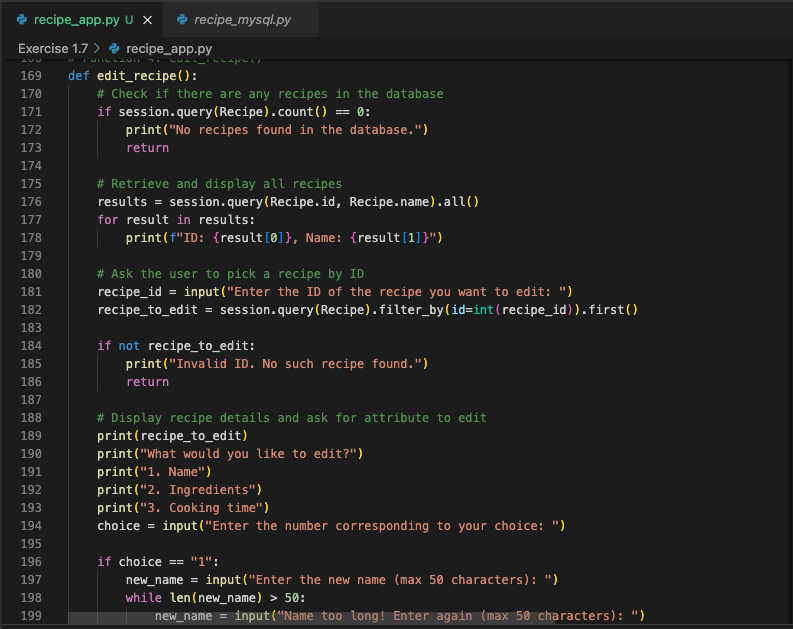 recipe_app.py U
recipe_mysql.py
Exercise 1.7 > recipe_app.py
168 # Function 4: edit_recipe()
169 def edit_recipe():
170     # Check if there are any recipes in the database
171     if session.query(Recipe).count() == 0:
172         print("No recipes found in the database.")
173         return
174
175     # Retrieve and display all recipes
176     results = session.query(Recipe.id, Recipe.name).all()
177     for result in results:
178         print(f"ID: {result[0]}, Name: {result[1]}")
179
180     # Ask the user to pick a recipe by ID
181     recipe_id = input("Enter the ID of the recipe you want to edit: ")
182     recipe_to_edit = session.query(Recipe).filter_by(id=int(recipe_id)).first()
183
184     if not recipe_to_edit:
185         print("Invalid ID. No such recipe found.")
186         return
187
188     # Display recipe details and ask for attribute to edit
189     print(recipe_to_edit)
190     print("What would you like to edit?")
191     print("1. Name")
192     print("2. Ingredients")
193     print("3. Cooking time")
194     choice = input("Enter the number corresponding to your choice: ")
195
196     if choice == "1":
197         new_name = input("Enter the new name (max 50 characters): ")
198         while len(new_name) > 50:
199             new_name = input("Name too long! Enter again (max 50 characters): ")